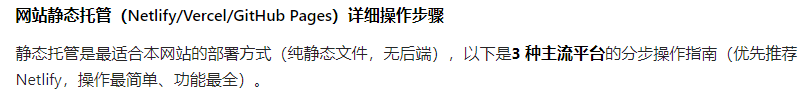 网站静态托管（Netlify/Vercel/GitHub Pages）详细操作步骤
静态托管是最适合本网站的部署方式（纯静态文件，无后端），以下是3 种主流平台的分步操作指南（优先推荐
Netlify，操作最简单、功能最全）。